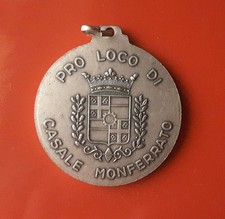 PRO LOCO DI
CASALE MONFERRATO